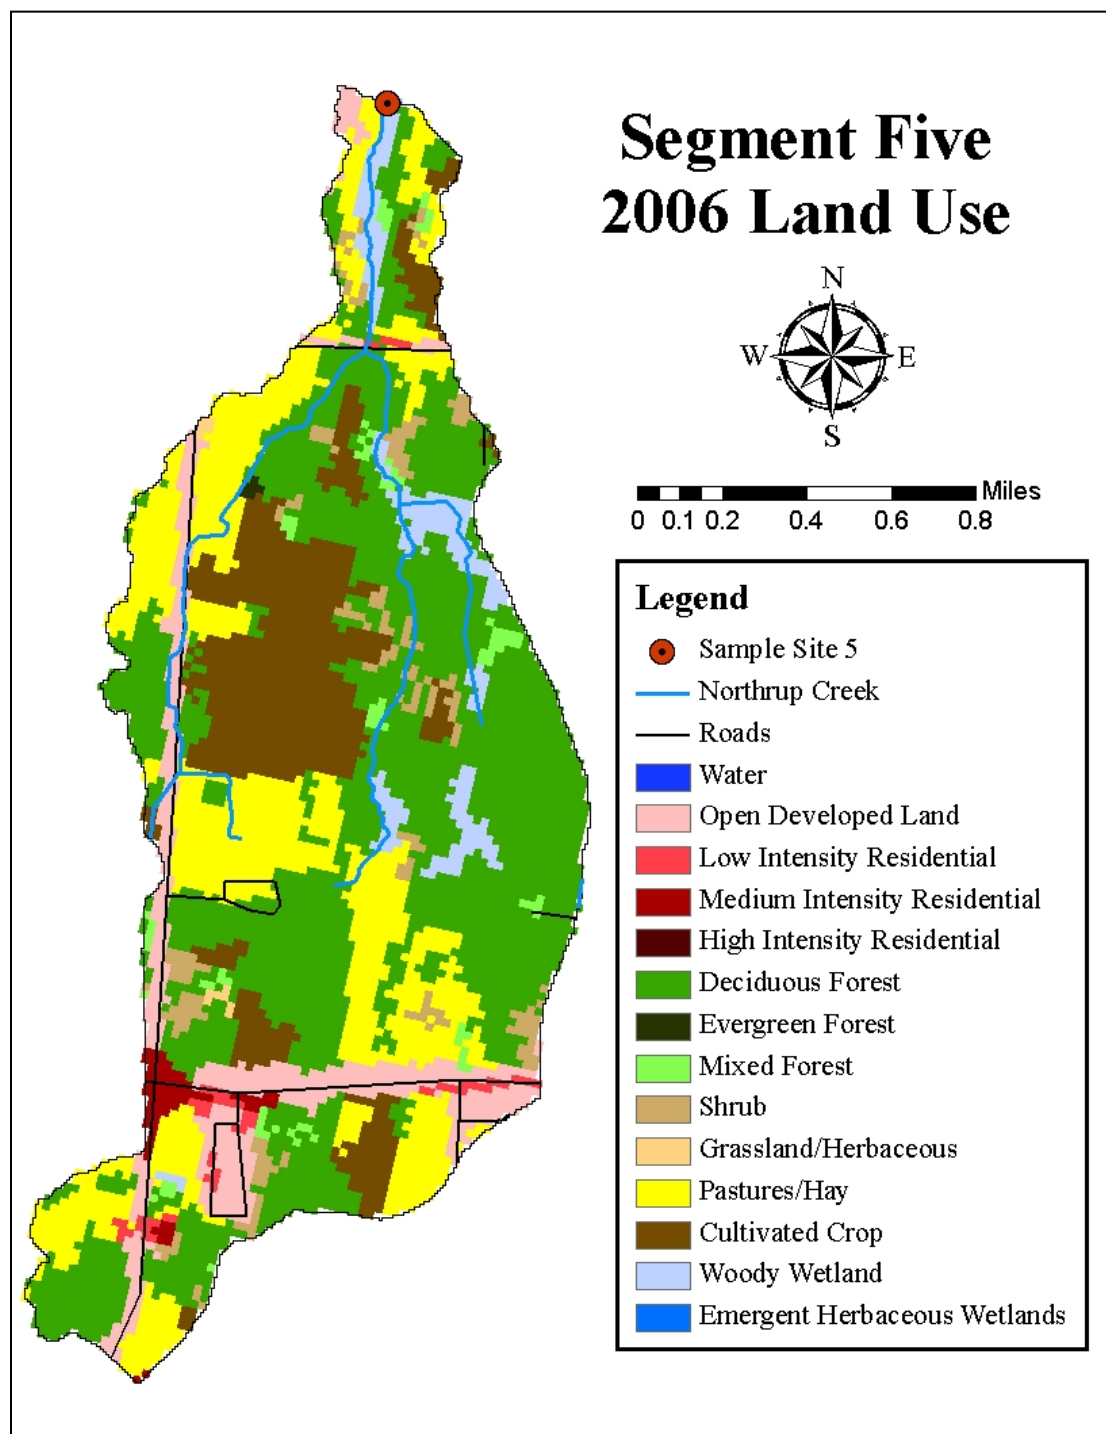 Segment Five
2006 Land Use
N
W E
S
Miles
0 0.1 0.2 0.4 0.6 0.8
Legend
Sample Site 5
Northrup Creek
Roads
Water
Open Developed Land
Low Intensity Residential
Medium Intensity Residential
High Intensity Residential
Deciduous Forest
Evergreen Forest
Mixed Forest
Shrub
Grassland/Herbaceous
Pastures/Hay
Cultivated Crop
Woody Wetland
Emergent Herbaceous Wetlands